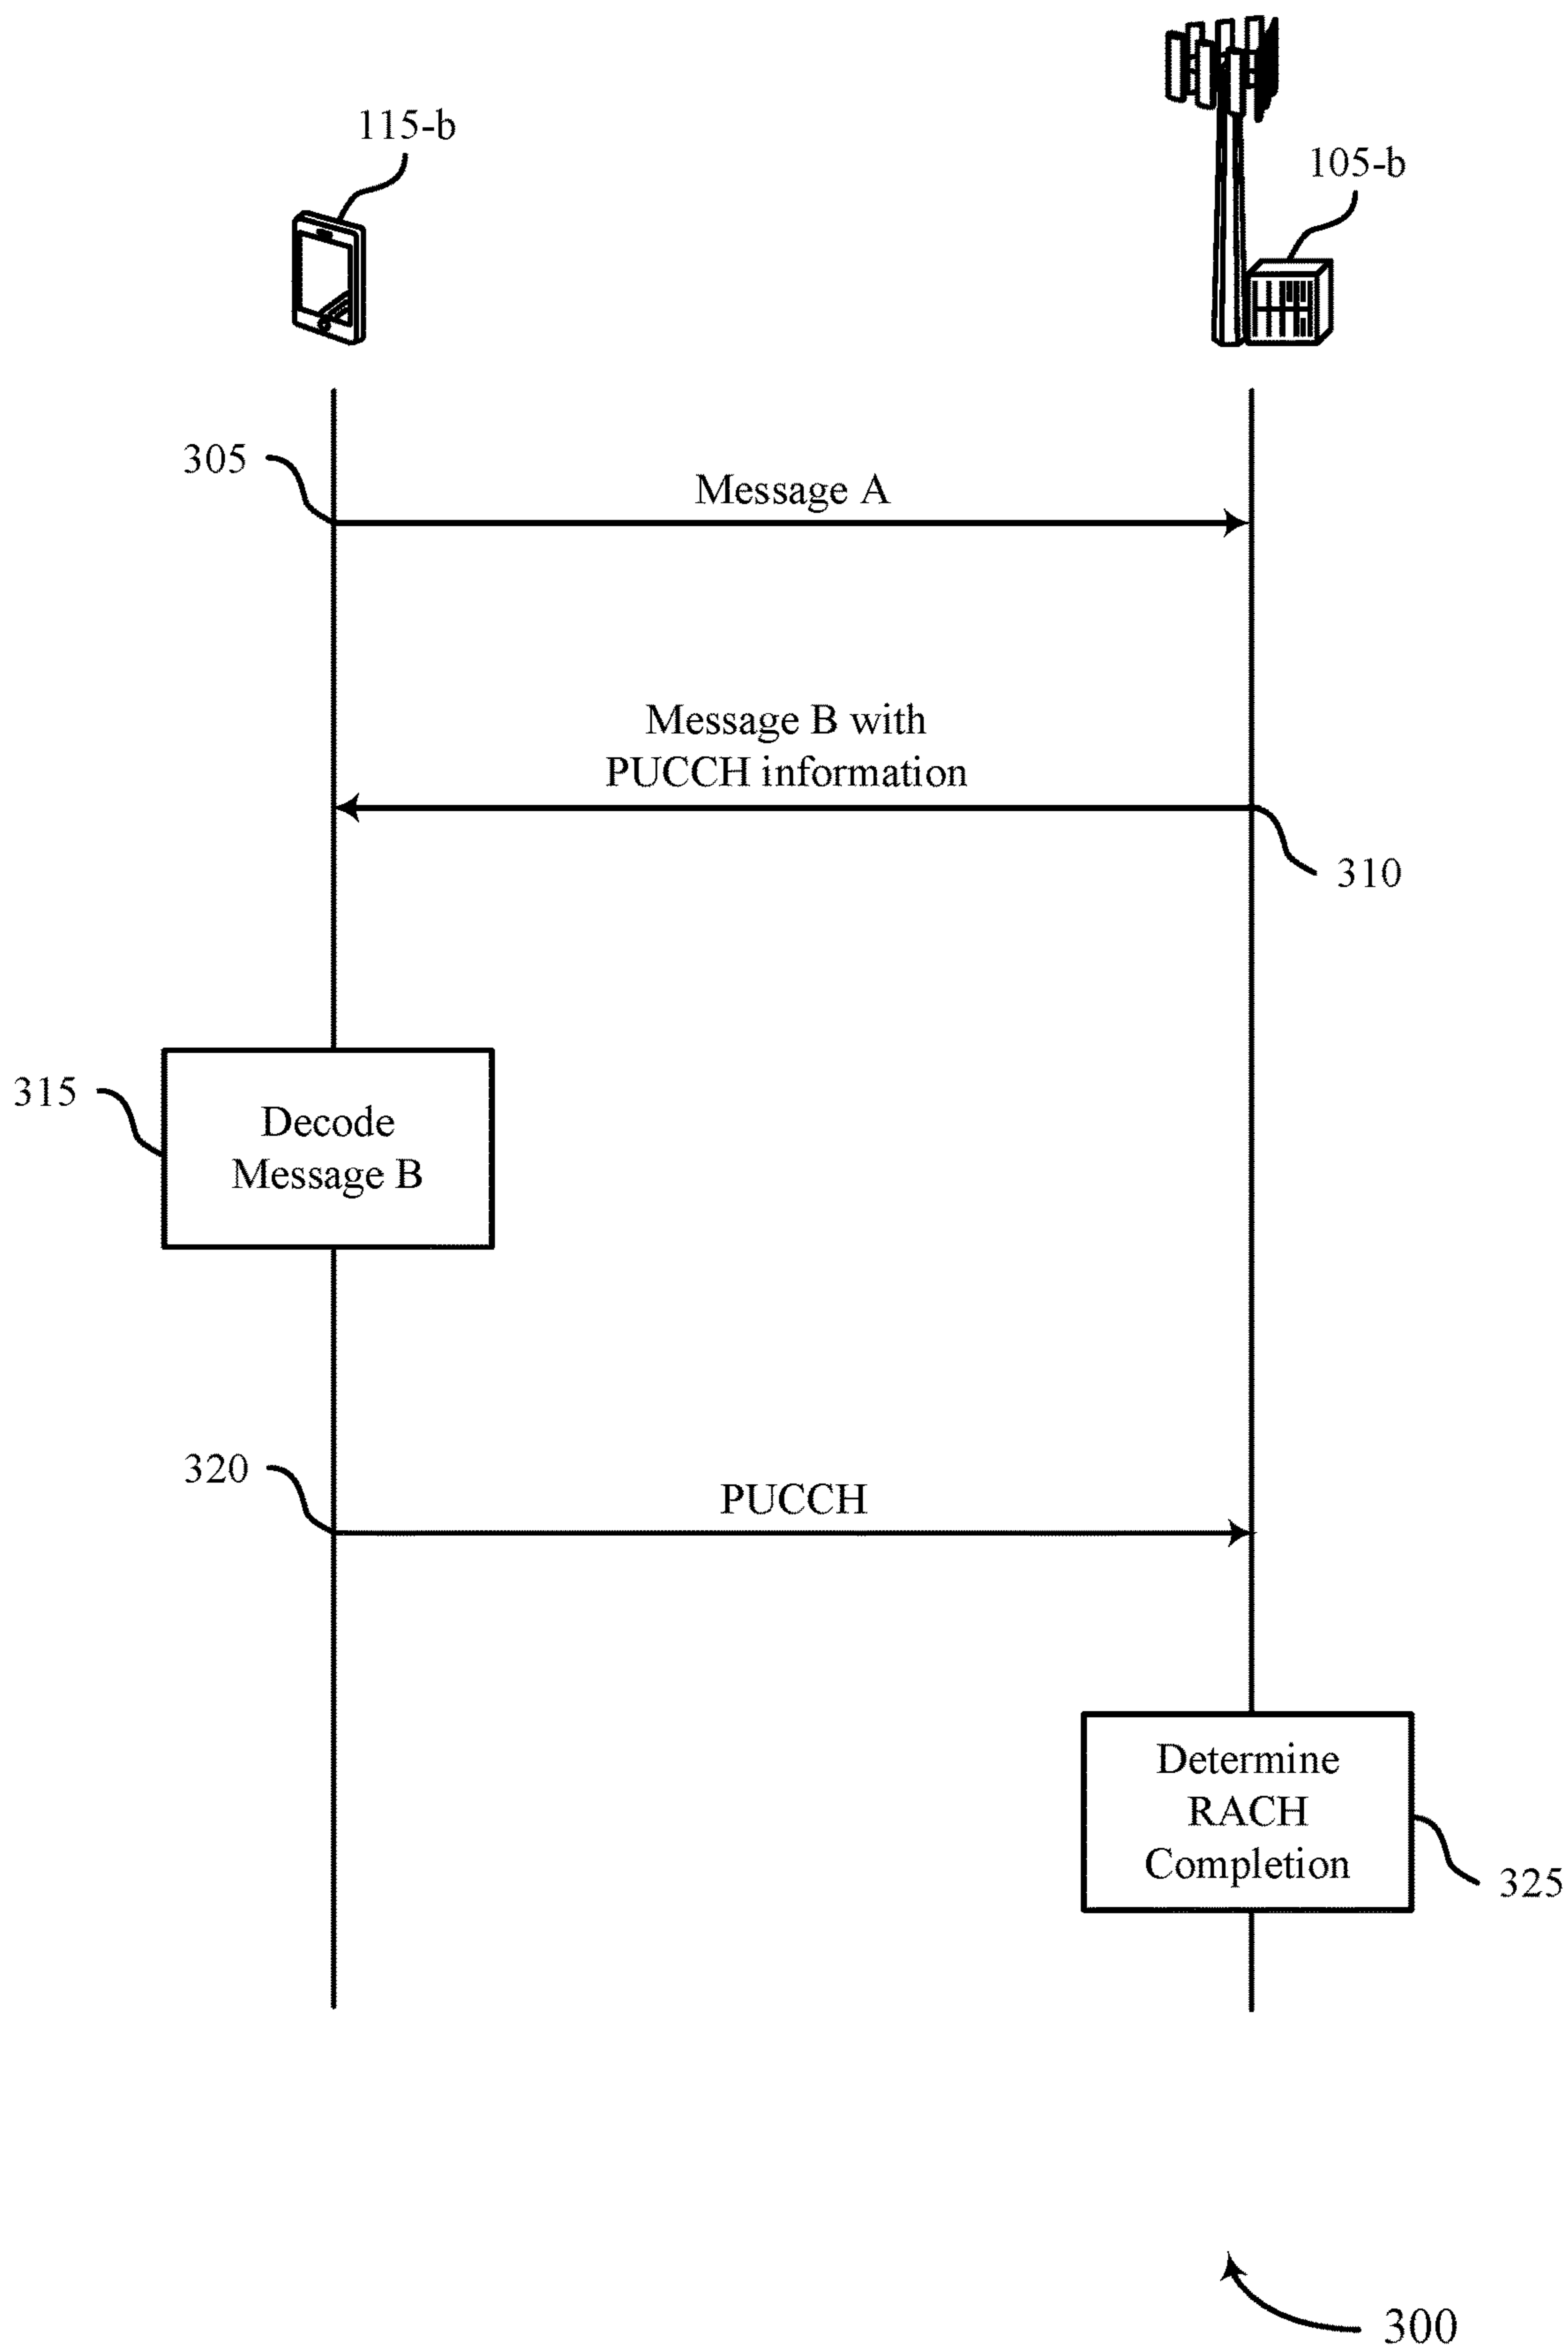 115-b
105-b
305
Message A
Message B with
PUCCH information
310
315
Decode
Message B
320
PUCCH
Determine
RACH
Completion
325
300